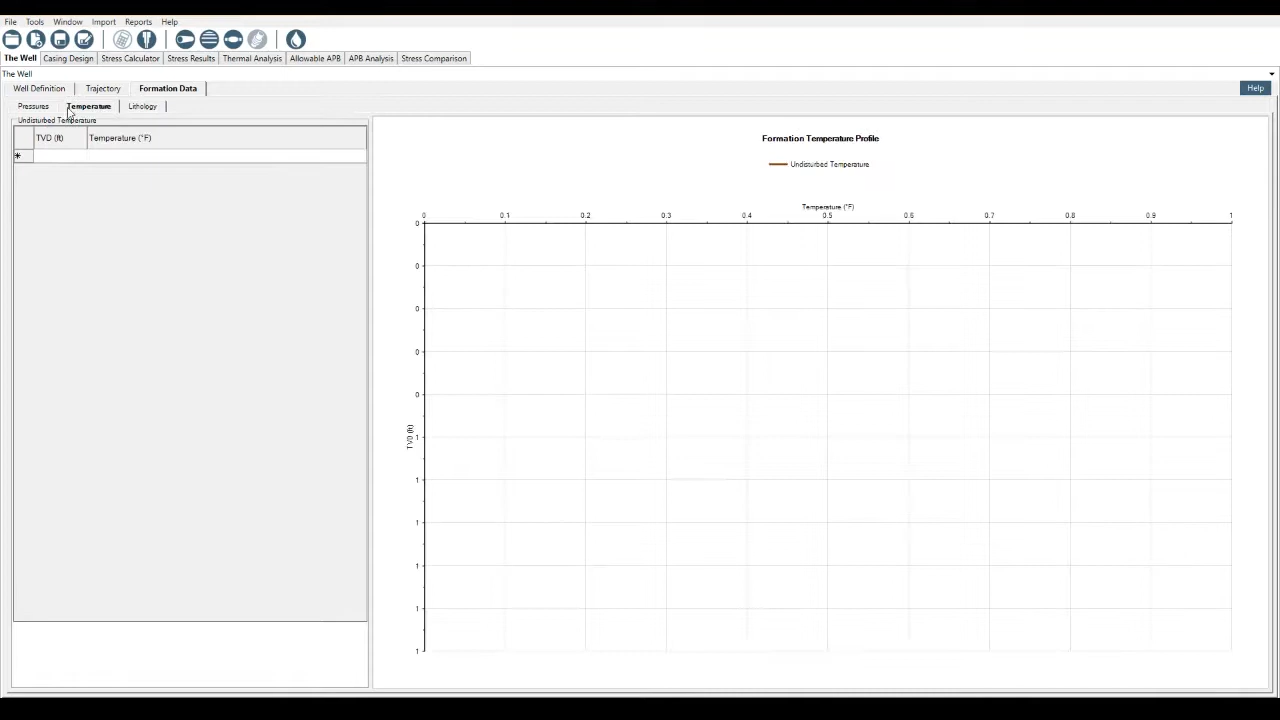 File Tools Window Import Reports Help
The Well Casing Design Stress Calculator Stress Results Thermal Analysis Allowable APB APB Analysis Stress Comparison
The Well
Well Definition Trajectory Formation Data Help
Pressures Temperature Lithology
Undisturbed Temperature
TVD (ft) Temperature (°F)
*
Formation Temperature Profile
Undisturbed Temperature
Temperature (°F)
0 0.1 0.2 0.3 0.4 0.5 0.6 0.7 0.8 0.9 1
0
0
0
0
0
TVD (ft)
1
1
1
1
1
1